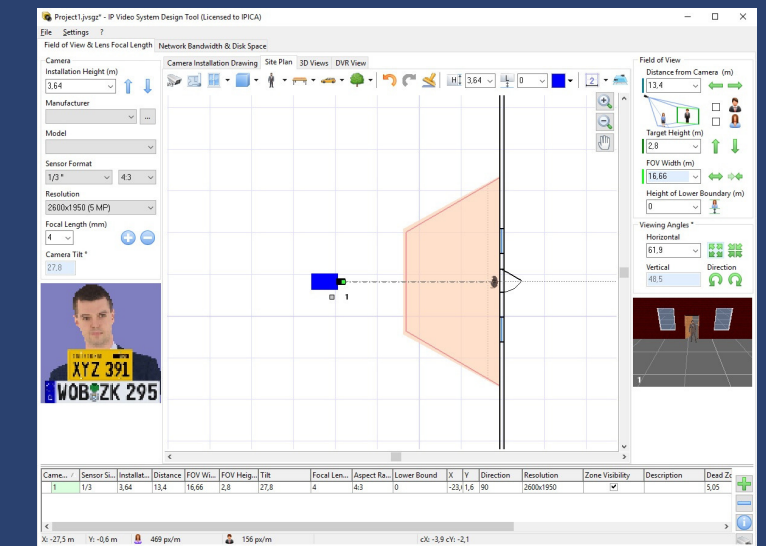 Project1.jvsgz* - IP Video System Design Tool (Licensed to IPICA)
File Settings ?
Field of View & Lens Focal Length Network Bandwidth & Disk Space
Camera
Installation Height (m)
3,64
Manufacturer
...
Model
Sensor Format
1/3 " 4:3
Resolution
2600x1950 (5 MP)
Focal Length (mm)
4
Camera Tilt °
27,8
XYZ 391
WOB ZK 295
Camera Installation Drawing Site Plan 3D Views DVR View
H 3,64 0 2
1
Field of View
Distance from Camera (m)
13,4
Target Height (m)
2,8
FOV Width (m)
16,66
Height of Lower Boundary (m)
0
Viewing Angles °
Horizontal
61,9
Vertical Direction
48,5
1
Came... / Sensor Si... Installat... Distance FOV Wi... FOV Heig... Tilt Focal Len... Aspect Ra... Lower Bound X Y Direction Resolution Zone Visibility Description Dead Zo
1 1/3 3,64 13,4 16,66 2,8 27,8 4 4:3 0 -23,( 1,6 90 2600x1950 5,05
X: -27,5 m Y: -0,6 m 469 px/m 156 px/m cX: -3,9 cY: -2,1